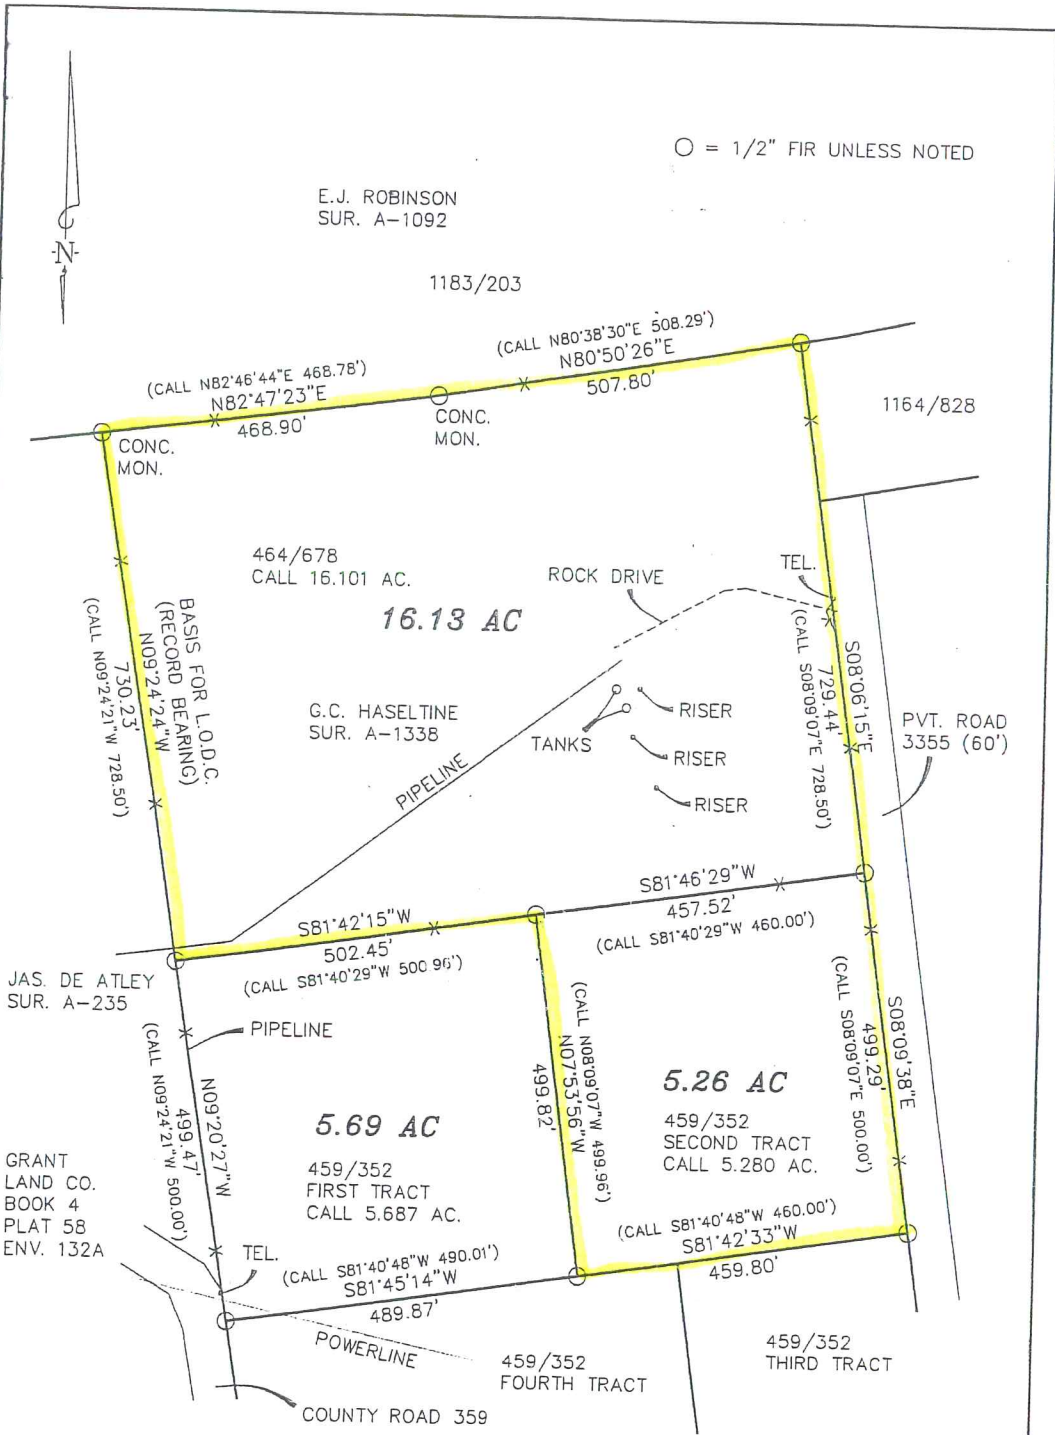 ○ = 1/2" FIR UNLESS NOTED
E.J. ROBINSON
SUR. A-1092
-N-
1183/203
(CALL N80°38'30"E 508.29')
N80°50'26"E
507.80'
(CALL N82°46'44"E 468.78')
N82°47'23"E
468.90'
CONC.
MON.
CONC.
MON.
1164/828
464/678
CALL 16.101 AC.
16.13 AC
ROCK DRIVE
TEL.
BASIS FOR L.O.D.C.
(RECORD BEARING)
N09°24'24"W
730.23'
(CALL N09°24'21"W 728.50')
G.C. HASELTINE
SUR. A-1338
TANKS
RISER
RISER
RISER
PIPELINE
S08°06'15"E
729.44'
(CALL S08°09'07"E 728.50')
PVT. ROAD
3355 (60')
S81°46'29"W
457.52'
(CALL S81°40'29"W 460.00')
S81°42'15"W
502.45'
(CALL S81°40'29"W 500.96')
JAS. DE ATLEY
SUR. A-235
PIPELINE
N09°20'27"W
499.47'
(CALL N09°24'21"W 500.00')
(CALL N08°09'07"W 499.96')
N07°53'56"W
499.82'
S08°09'38"E
499.29'
(CALL S08°09'07"E 500.00')
5.69 AC
459/352
FIRST TRACT
CALL 5.687 AC.
5.26 AC
459/352
SECOND TRACT
CALL 5.280 AC.
GRANT
LAND CO.
BOOK 4
PLAT 58
ENV. 132A
TEL.
(CALL S81°40'48"W 490.01')
S81°45'14"W
489.87'
(CALL S81°40'48"W 460.00')
S81°42'33"W
459.80'
POWERLINE
459/352
FOURTH TRACT
459/352
THIRD TRACT
COUNTY ROAD 359